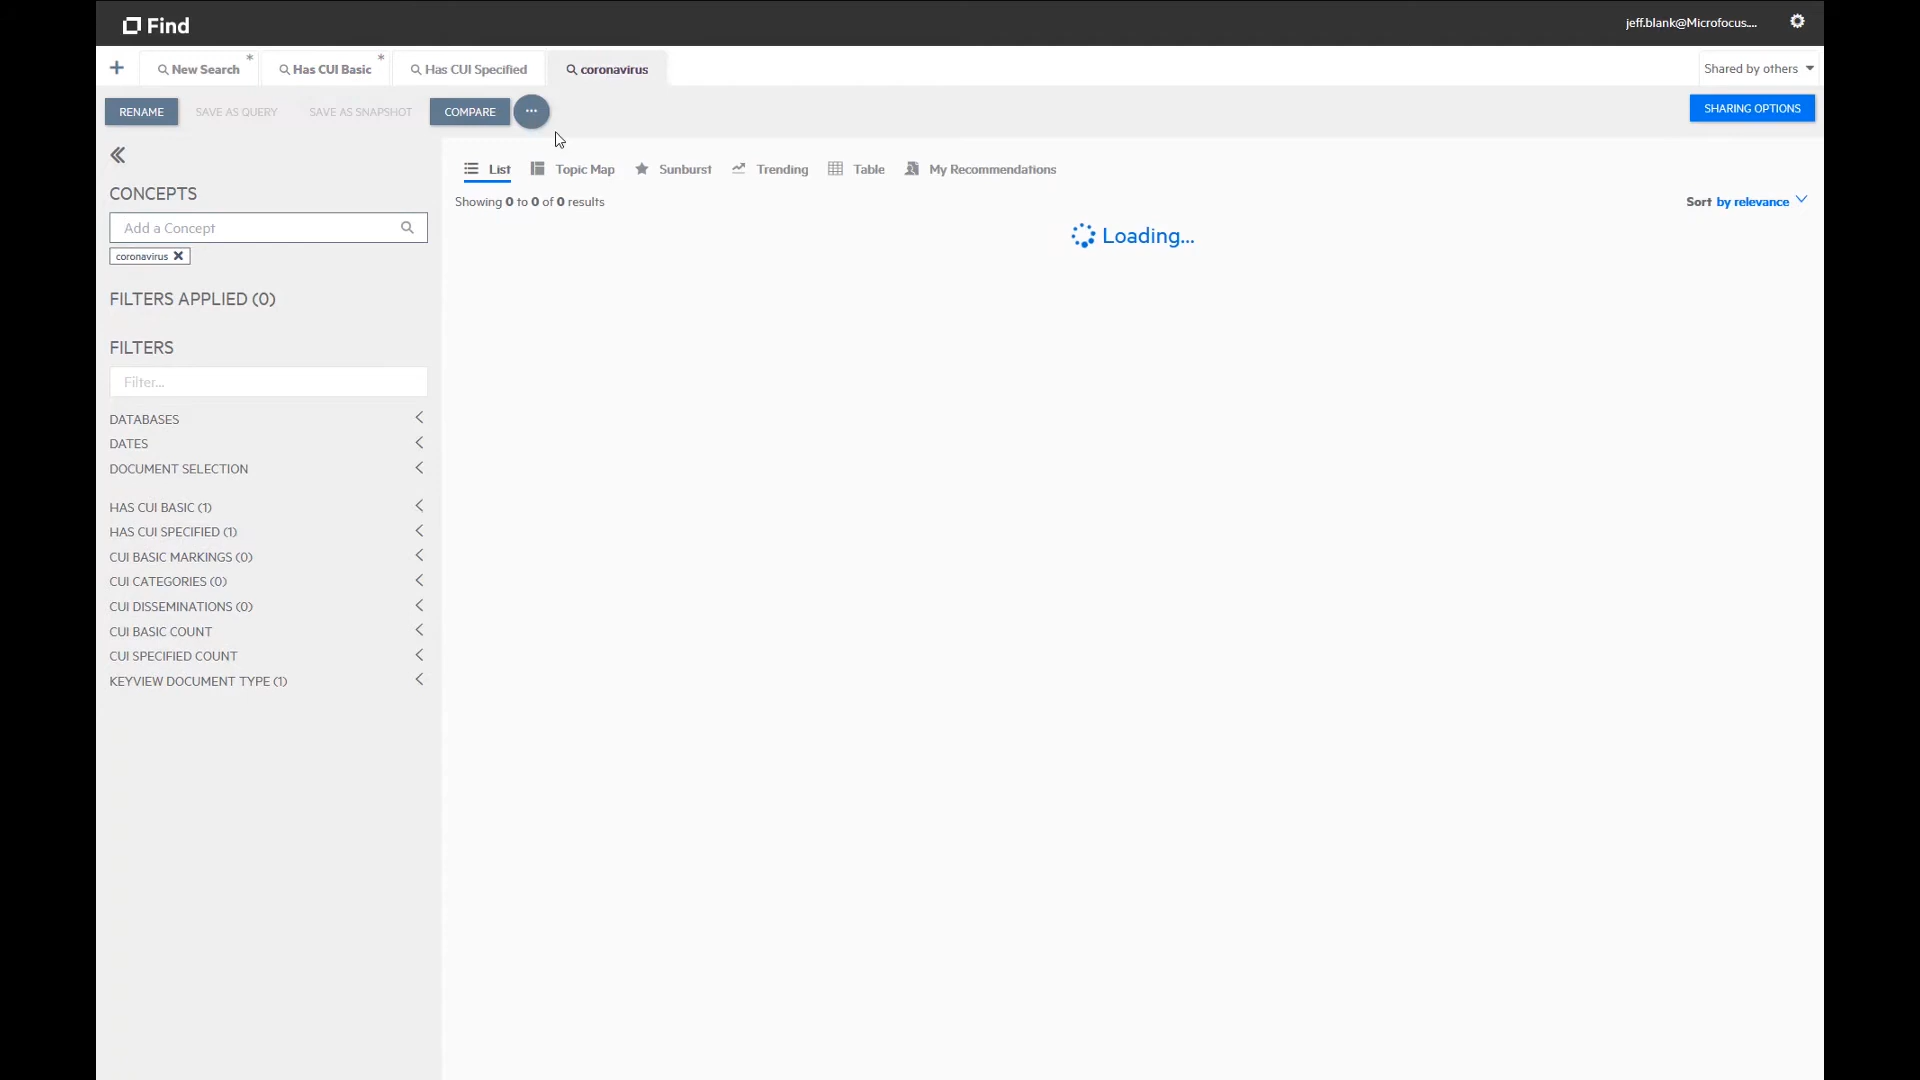 Find
jeff.blank@Microfocus....
New Search *
Has CUI Basic *
Has CUI Specified
coronavirus
Shared by others
RENAME
SAVE AS QUERY
SAVE AS SNAPSHOT
COMPARE
...
SHARING OPTIONS
List
Topic Map
Sunburst
Trending
Table
My Recommendations
CONCEPTS
Showing 0 to 0 of 0 results
Sort by relevance
Add a Concept
Loading...
coronavirus
FILTERS APPLIED (0)
FILTERS
Filter...
DATABASES
DATES
DOCUMENT SELECTION
HAS CUI BASIC (1)
HAS CUI SPECIFIED (1)
CUI BASIC MARKINGS (0)
CUI CATEGORIES (0)
CUI DISSEMINATIONS (0)
CUI BASIC COUNT
CUI SPECIFIED COUNT
KEYVIEW DOCUMENT TYPE (1)